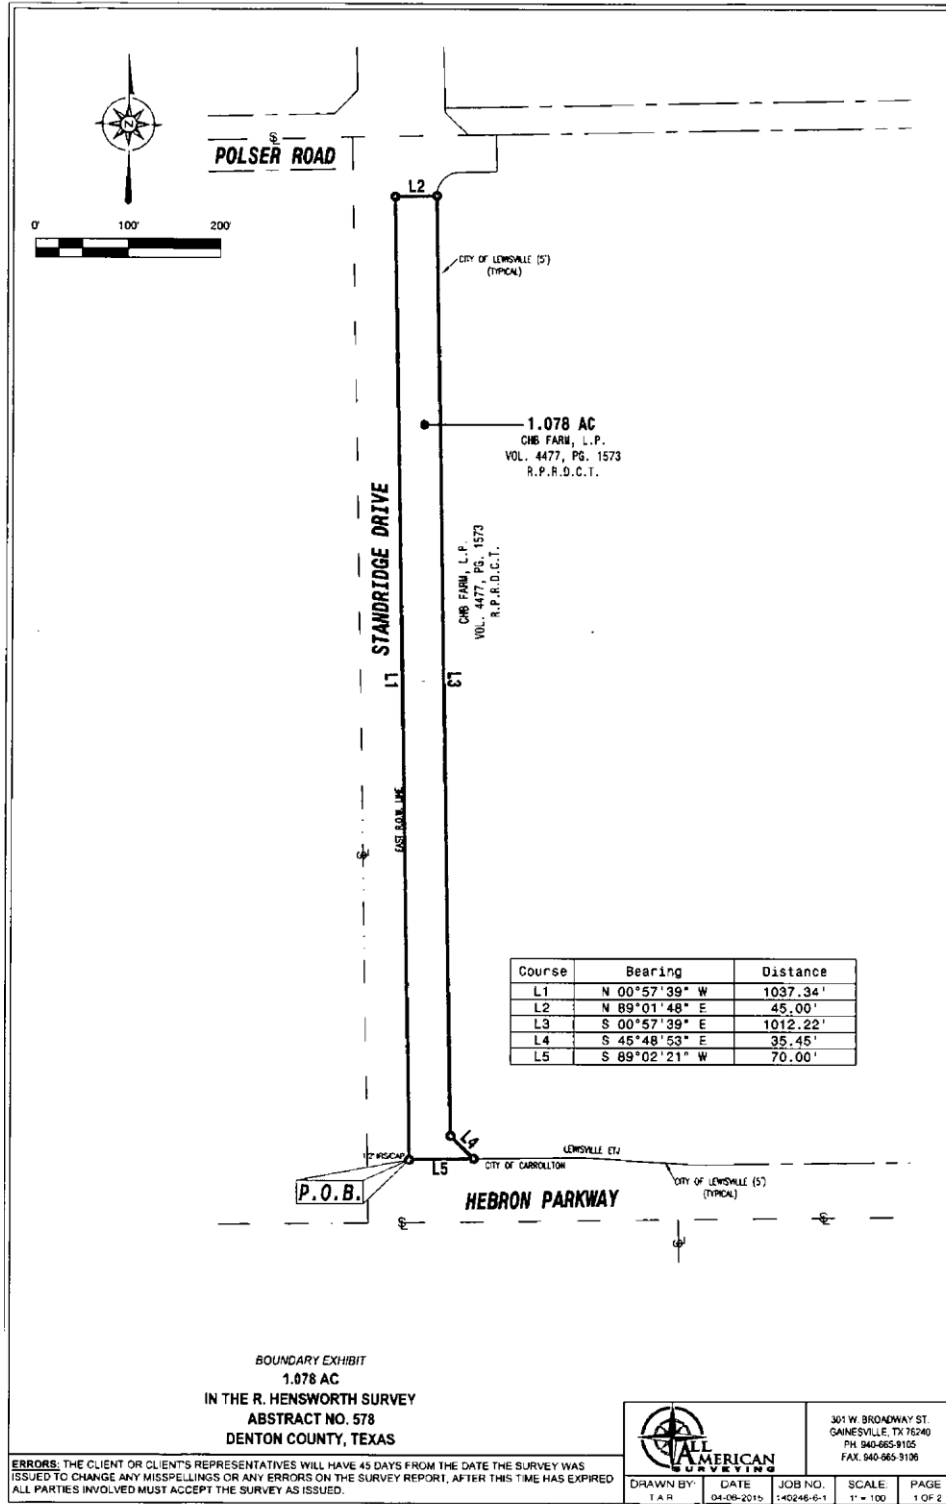 N
POLSER ROAD
0' 100' 200'
L2
CITY OF LEWISVILLE (5')
(TYPICAL)
1.078 AC
CHB FARM, L.P.
VOL. 4477, PG. 1573
R.P.R.D.C.T.
STANDRIDGE DRIVE
CHB FARM, L.P.
VOL. 4477, PG. 1573
R.P.R.D.C.T.
L1
L3
EAST R.O.W. LINE
Course Bearing Distance
L1 N 00°57'39" W 1037.34'
L2 N 89°01'48" E 45.00'
L3 S 00°57'39" E 1012.22'
L4 S 45°48'53" E 35.45'
L5 S 89°02'21" W 70.00'
L4
1/2" IRS/CAP
L5
LEWISVILLE ETJ
CITY OF CARROLLTON
P.O.B.
HEBRON PARKWAY
CITY OF LEWISVILLE (5')
(TYPICAL)
BOUNDARY EXHIBIT
1.078 AC
IN THE R. HENSWORTH SURVEY
ABSTRACT NO. 578
DENTON COUNTY, TEXAS
ERRORS: THE CLIENT OR CLIENT'S REPRESENTATIVES WILL HAVE 45 DAYS FROM THE DATE THE SURVEY WAS
ISSUED TO CHANGE ANY MISSPELLINGS OR ANY ERRORS ON THE SURVEY REPORT, AFTER THIS TIME HAS EXPIRED
ALL PARTIES INVOLVED MUST ACCEPT THE SURVEY AS ISSUED.
ALL
AMERICAN
SURVEYING
301 W. BROADWAY ST.
GAINESVILLE, TX 76240
PH. 940-665-9105
FAX. 940-665-9106
DRAWN BY: DATE JOB NO. SCALE: PAGE
T.A.R. 04-08-2015 140246-6-1 1" = 100 1 OF 2